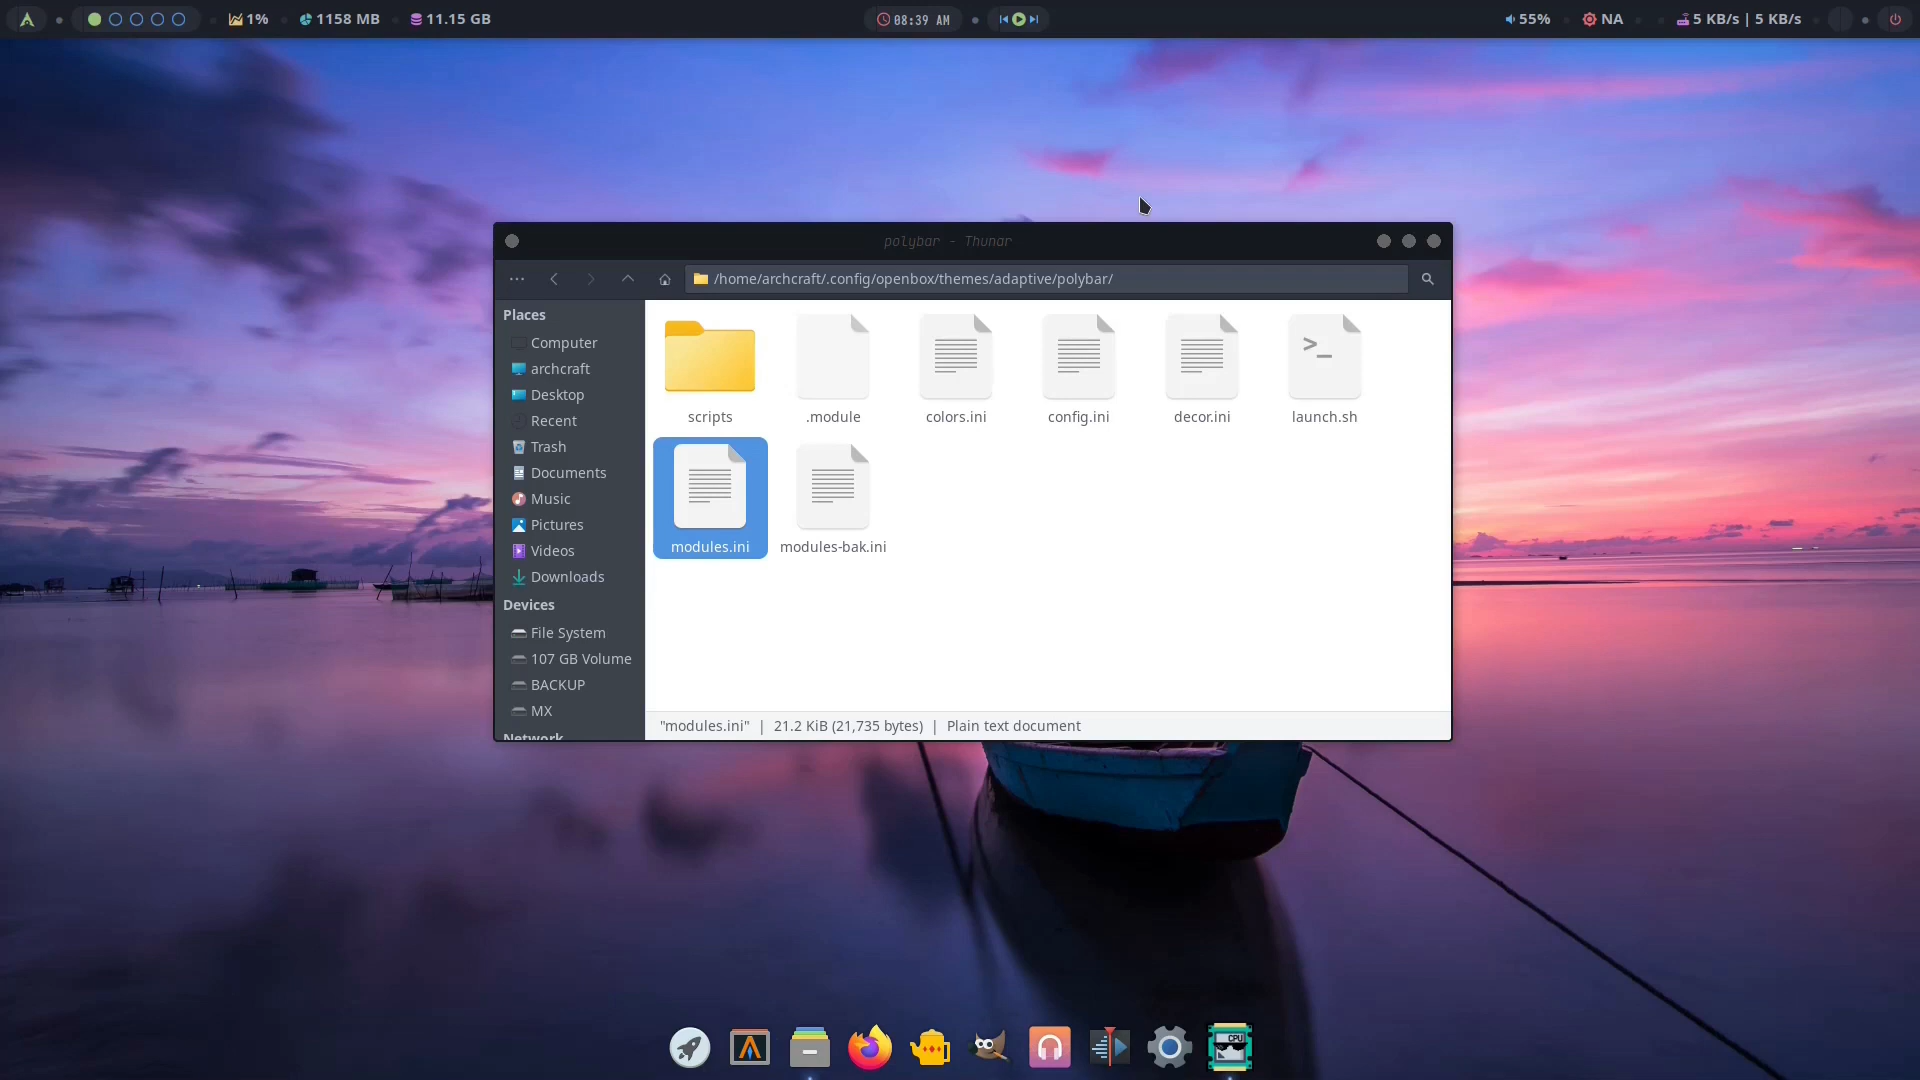 1%
1158 MB
11.15 GB
08:39 AM
55%
NA
5 KB/s | 5 KB/s
polybar - Thunar
/home/archcraft/.config/openbox/themes/adaptive/polybar/
Places
Computer
archcraft
Desktop
Recent
Trash
Documents
Music
Pictures
Videos
Downloads
Devices
File System
107 GB Volume
BACKUP
MX
Network
scripts
.module
colors.ini
config.ini
decor.ini
>_
launch.sh
modules.ini
modules-bak.ini
"modules.ini" | 21.2 KiB (21,735 bytes) | Plain text document
CPU